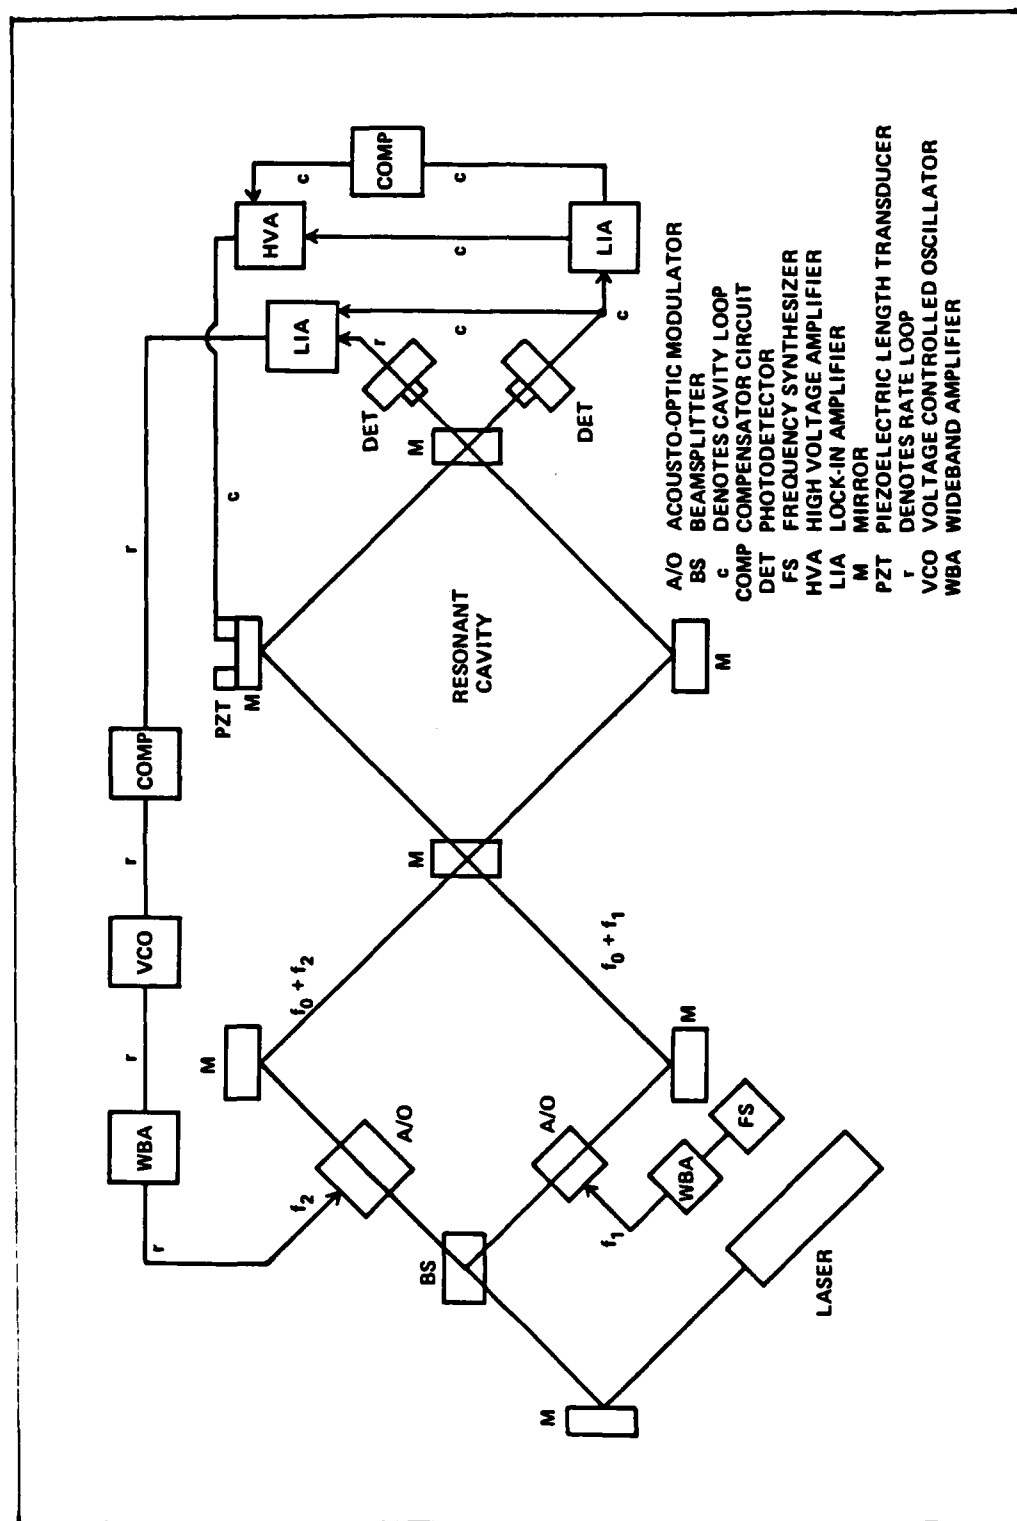 WBA
VCO
COMP
r
r
r
r
r
f₂
PZT
M
c
LIA
HVA
COMP
c
c
c
c
c
r
LIA
DET
DET
M
M
RESONANT
CAVITY
M
M
f₀ + f₂
f₀ + f₁
M
A/O
A/O
BS
f₁
WBA
FS
M
LASER
A/O ACOUSTO-OPTIC MODULATOR
BS BEAMSPLITTER
c DENOTES CAVITY LOOP
COMP COMPENSATOR CIRCUIT
DET PHOTODETECTOR
FS FREQUENCY SYNTHESIZER
HVA HIGH VOLTAGE AMPLIFIER
LIA LOCK-IN AMPLIFIER
M MIRROR
PZT PIEZOELECTRIC LENGTH TRANSDUCER
r DENOTES RATE LOOP
VCO VOLTAGE CONTROLLED OSCILLATOR
WBA WIDEBAND AMPLIFIER